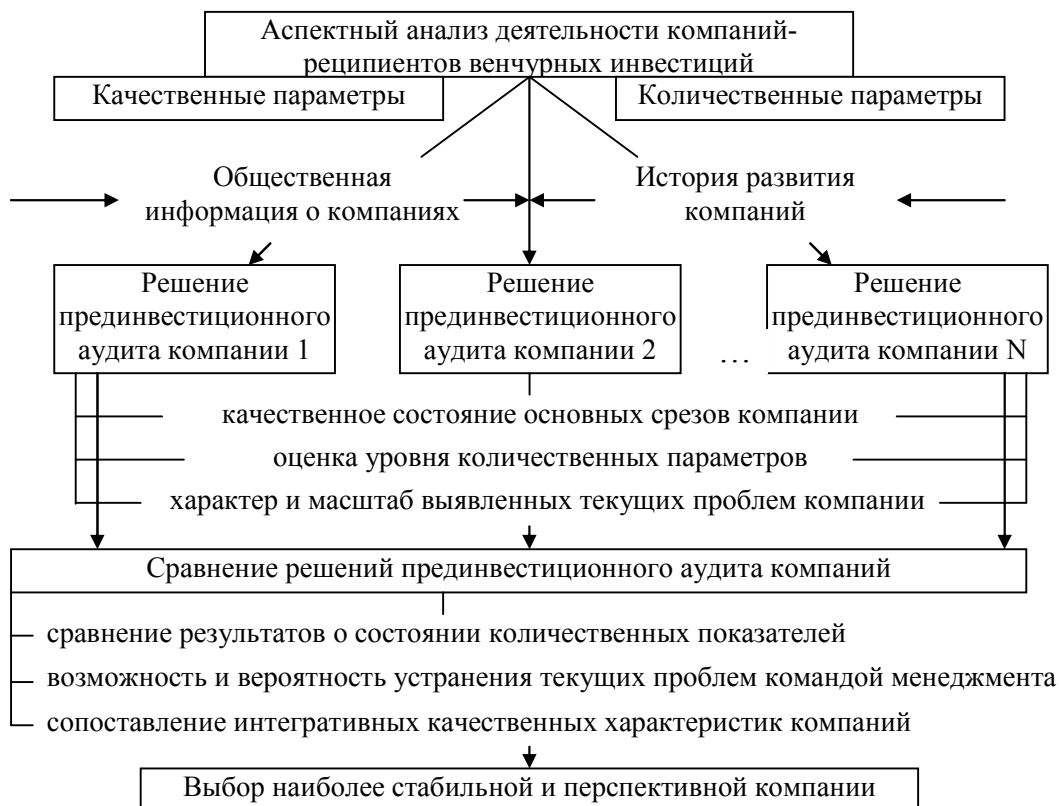 Аспектный анализ деятельности компаний-
реципиентов венчурных инвестиций
Качественные параметры
Количественные параметры
Общественная
информация о компаниях
История развития
компаний
Решение
прединвестиционного
аудита компании 1
Решение
прединвестиционного
аудита компании 2
…
Решение
прединвестиционного
аудита компании N
качественное состояние основных срезов компании
оценка уровня количественных параметров
характер и масштаб выявленных текущих проблем компании
Сравнение решений прединвестиционного аудита компаний
сравнение результатов о состоянии количественных показателей
возможность и вероятность устранения текущих проблем командой менеджмента
сопоставление интегративных качественных характеристик компаний
Выбор наиболее стабильной и перспективной компании